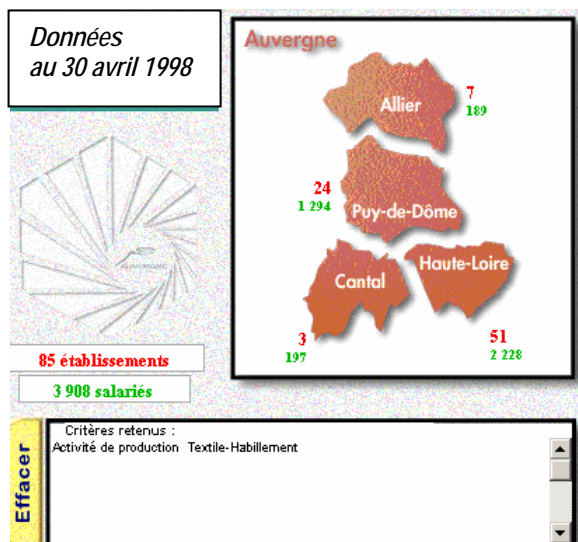 Données
au 30 avril 1998
Auvergne
Allier
7
189
24
1 294
Puy-de-Dôme
Cantal
Haute-Loire
3
197
51
2 228
AUVERGNE
85 établissements
3 908 salariés
Effacer
Critères retenus :
Activité de production Textile-Habillement